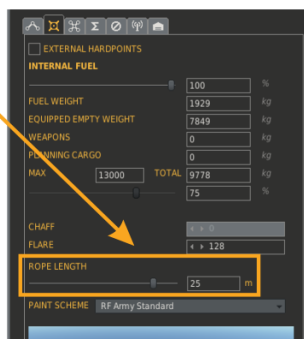 EXTERNAL HARDPOINTS
INTERNAL FUEL
100 %
FUEL WEIGHT 1929 kg
EQUIPPED EMPTY WEIGHT 7849 kg
WEAPONS 0 kg
PLANNING CARGO 0 kg
MAX 13000 TOTAL 9778 kg
75 %
CHAFF 0
FLARE 128
ROPE LENGTH
25 m
PAINT SCHEME RF Army Standard